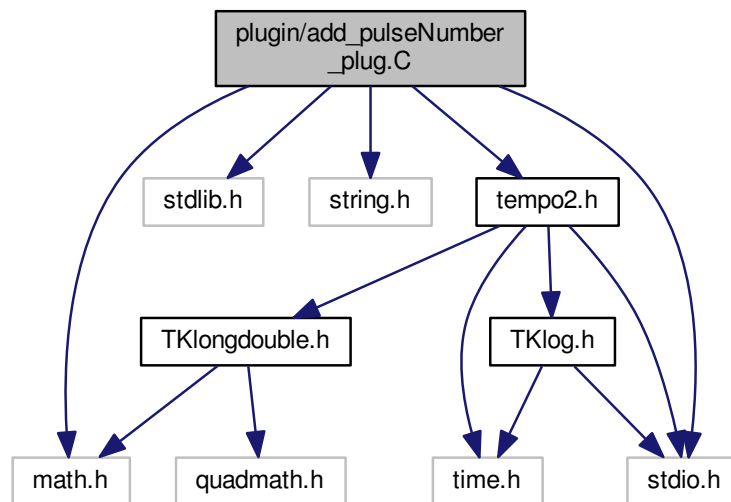 plugin/add_pulseNumber
_plug.C
stdlib.h
string.h
tempo2.h
TKlongdouble.h
TKlog.h
math.h
quadmath.h
time.h
stdio.h